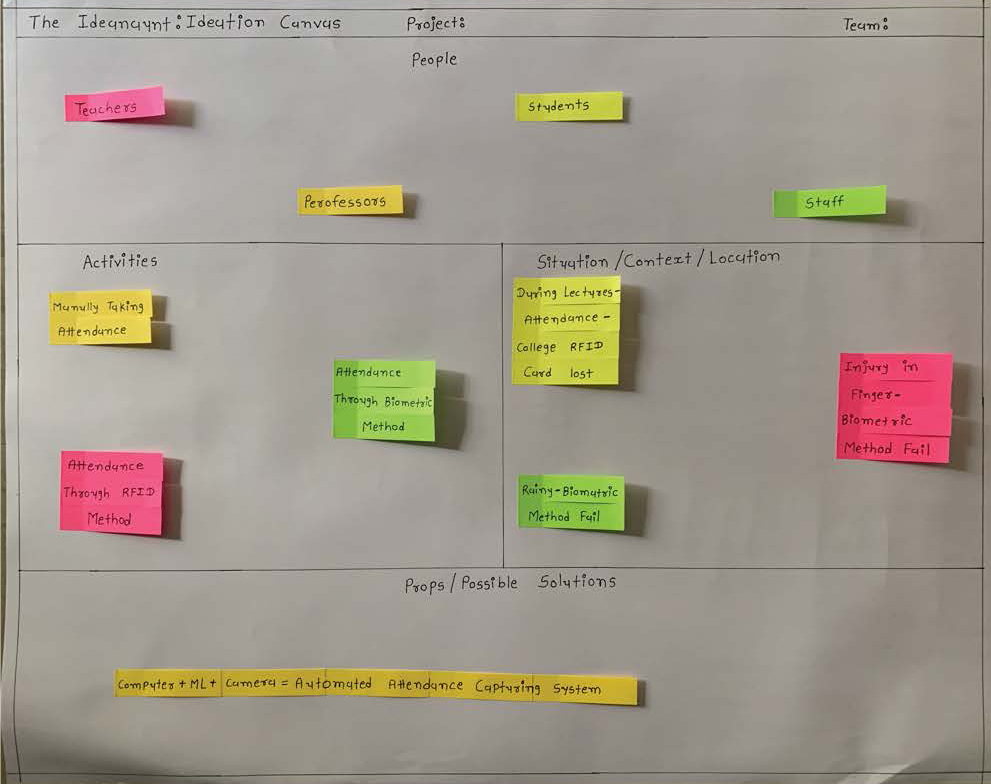 The Ideanaunt: Ideation Canvas Project: Team:
People
Teachers
Students
Perofessors
Staff
Activities
Manully Taking
Attendance
Attendance
Through Biometric
Method
Attendance
Through RFID
Method
Situation /Context / Location
During Lectures-
Attendance -
College RFID
Card lost
Injury in
Finger-
Biometric
Method Fail
Rainy-Biomatric
Method Fail
Props / Possible Solutions
Computer + ML + Camera = Automated Attendance Capturing System